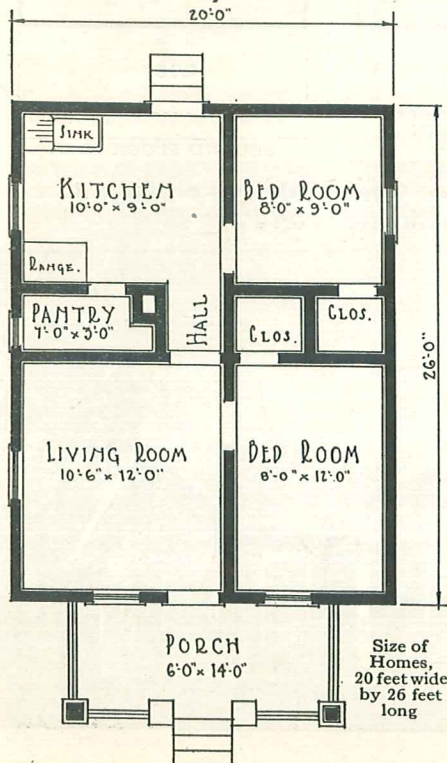 20'-0"
SINK
KITCHEN
10'-0" x 9'-0"
BED ROOM
8'-0" x 9'-0"
RANGE.
PANTRY
7'-0" x 3'-0"
HALL
CLOS.
CLOS.
26'-0"
LIVING ROOM
10'-6" x 12'-0"
BED ROOM
8'-0" x 12'-0"
PORCH
6'-0" x 14'-0"
Size of
Homes,
20 feet wide
by 26 feet
long